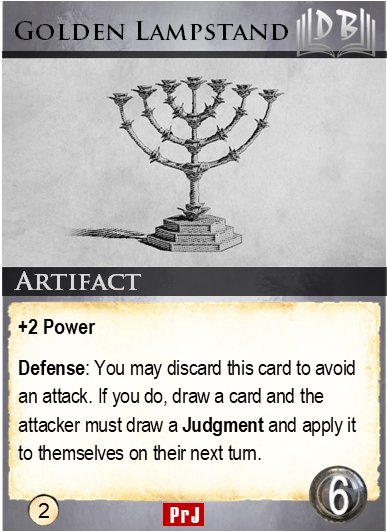 Golden Lampstand
DB
Artifact
+2 Power
Defense: You may discard this card to avoid
an attack. If you do, draw a card and the
attacker must draw a Judgment and apply it
to themselves on their next turn.
2
PrJ
6